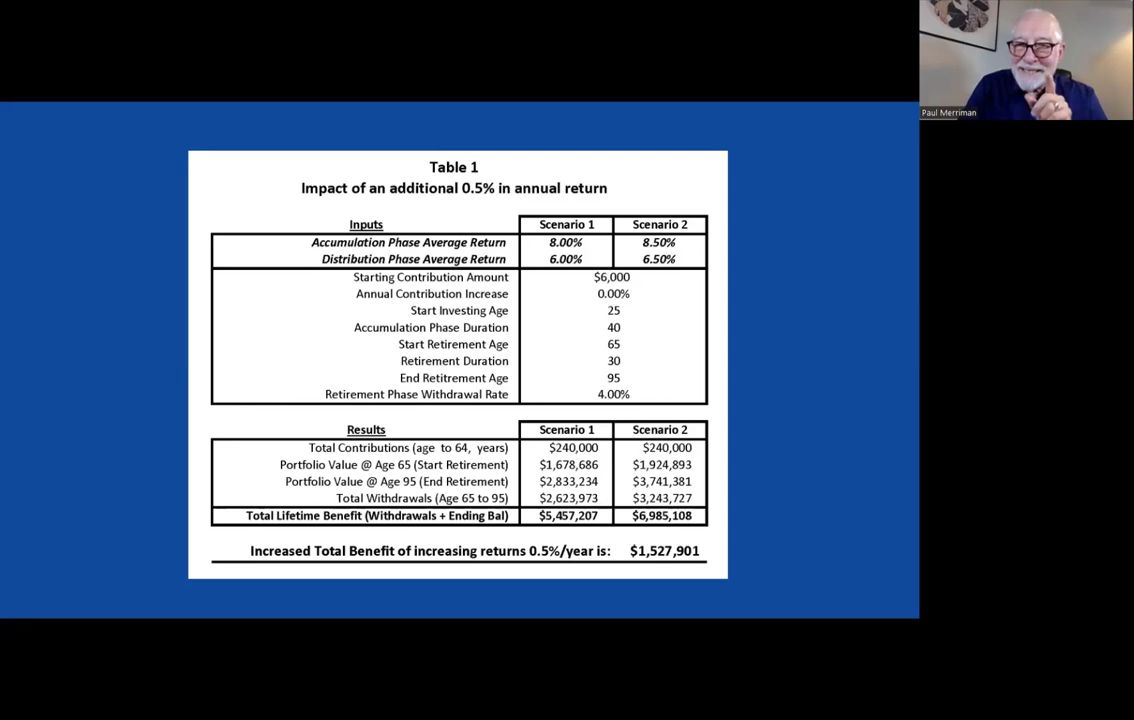 Paul Merriman
Table 1
Impact of an additional 0.5% in annual return
Inputs Scenario 1 Scenario 2
Accumulation Phase Average Return 8.00% 8.50%
Distribution Phase Average Return 6.00% 6.50%
Starting Contribution Amount $6,000
Annual Contribution Increase 0.00%
Start Investing Age 25
Accumulation Phase Duration 40
Start Retirement Age 65
Retirement Duration 30
End Retitrement Age 95
Retirement Phase Withdrawal Rate 4.00%
Results Scenario 1 Scenario 2
Total Contributions (age to 64, years) $240,000 $240,000
Portfolio Value @ Age 65 (Start Retirement) $1,678,686 $1,924,893
Portfolio Value @ Age 95 (End Retirement) $2,833,234 $3,741,381
Total Withdrawals (Age 65 to 95) $2,623,973 $3,243,727
Total Lifetime Benefit (Withdrawals + Ending Bal) $5,457,207 $6,985,108
Increased Total Benefit of increasing returns 0.5%/year is: $1,527,901